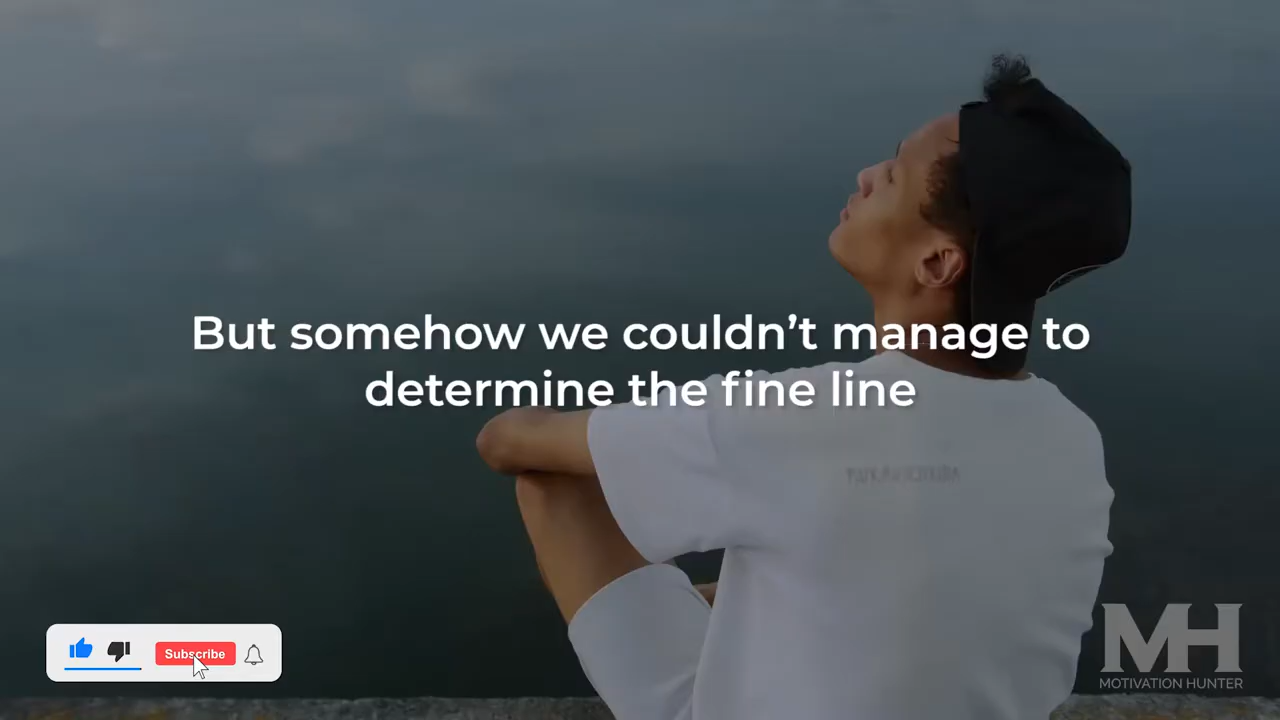 But somehow we couldn't manage to
determine the fine line
Subscribe
MH
MOTIVATION HUNTER